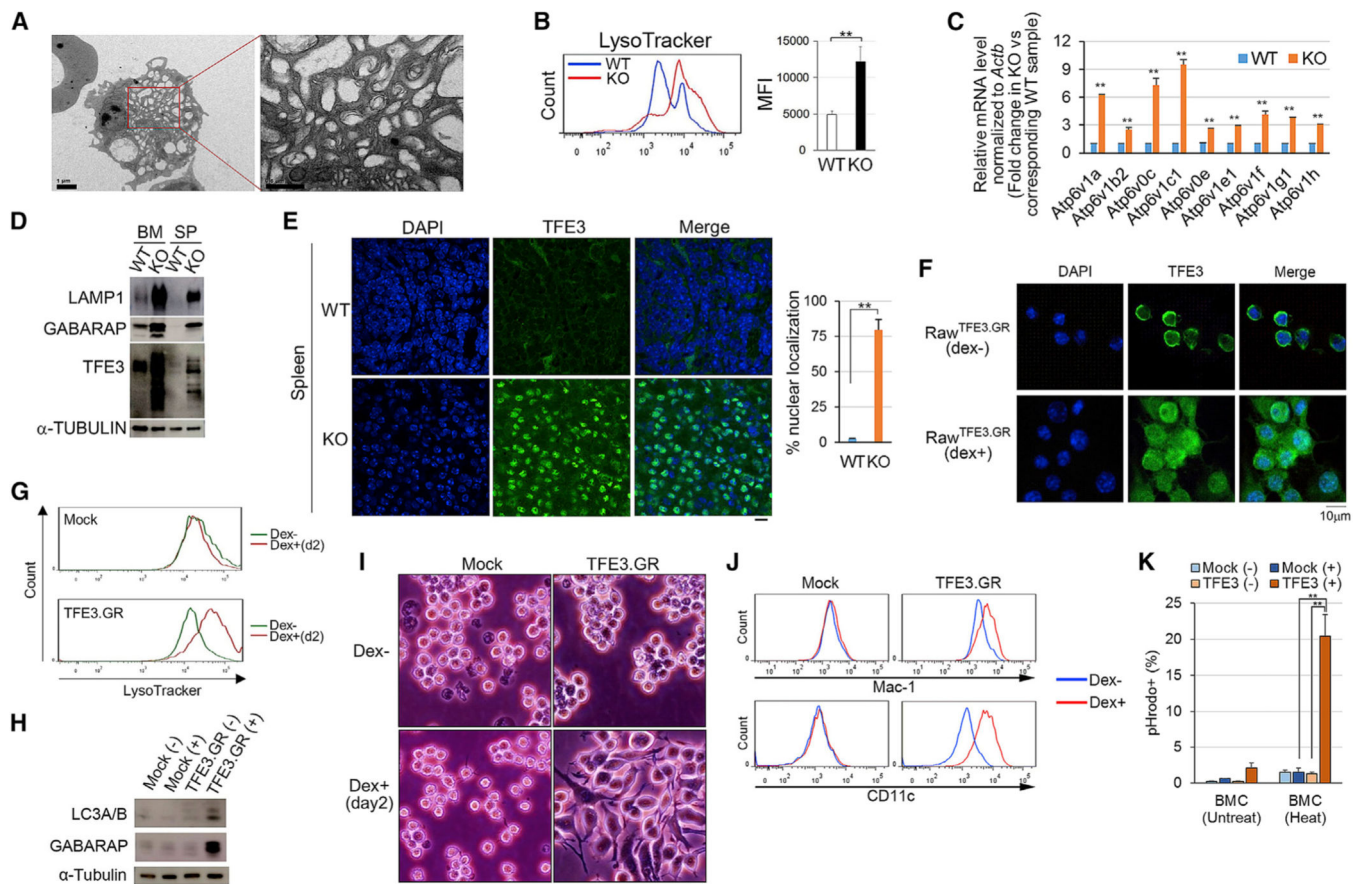 A
1 µm
B
LysoTracker
WT
KO
Count
10² 10³ 10⁴ 10⁵
MFI
15000
10000
5000
0
WT KO
**
C
Relative mRNA level
normalized to Actb
(Fold change in KO vs
corresponding WT sample)
12
9
6
3
0
WT KO
** ** ** ** ** ** ** ** **
Atp6v1a
Atp6v1b2
Atp6v0c
Atp6v1c1
Atp6v0e
Atp6v1e1
Atp6v1f
Atp6v1g1
Atp6v1h
D
BM SP
WT KO WT KO
LAMP1
GABARAP
TFE3
α-TUBULIN
E
DAPI TFE3 Merge
Spleen
WT
KO
% nuclear localization
100
75
50
25
0
**
WT KO
F
DAPI TFE3 Merge
Raw^TFE3.GR
(dex-)
Raw^TFE3.GR
(dex+)
10µm
G
Count
Mock
Dex-
Dex+(d2)
TFE3.GR
Dex-
Dex+(d2)
LysoTracker
H
Mock (-)
Mock (+)
TFE3.GR (-)
TFE3.GR (+)
LC3A/B
GABARAP
α-Tubulin
I
Mock TFE3.GR
Dex-
Dex+
(day2)
J
Mock TFE3.GR
Count
0 10¹ 10² 10³ 10⁴
Mac-1
Count
CD11c
Dex-
Dex+
K
Mock (-) Mock (+)
TFE3 (-) TFE3 (+)
pHrodo+ (%)
25
20
15
10
5
0
**
**
BMC
(Untreat)
BMC
(Heat)